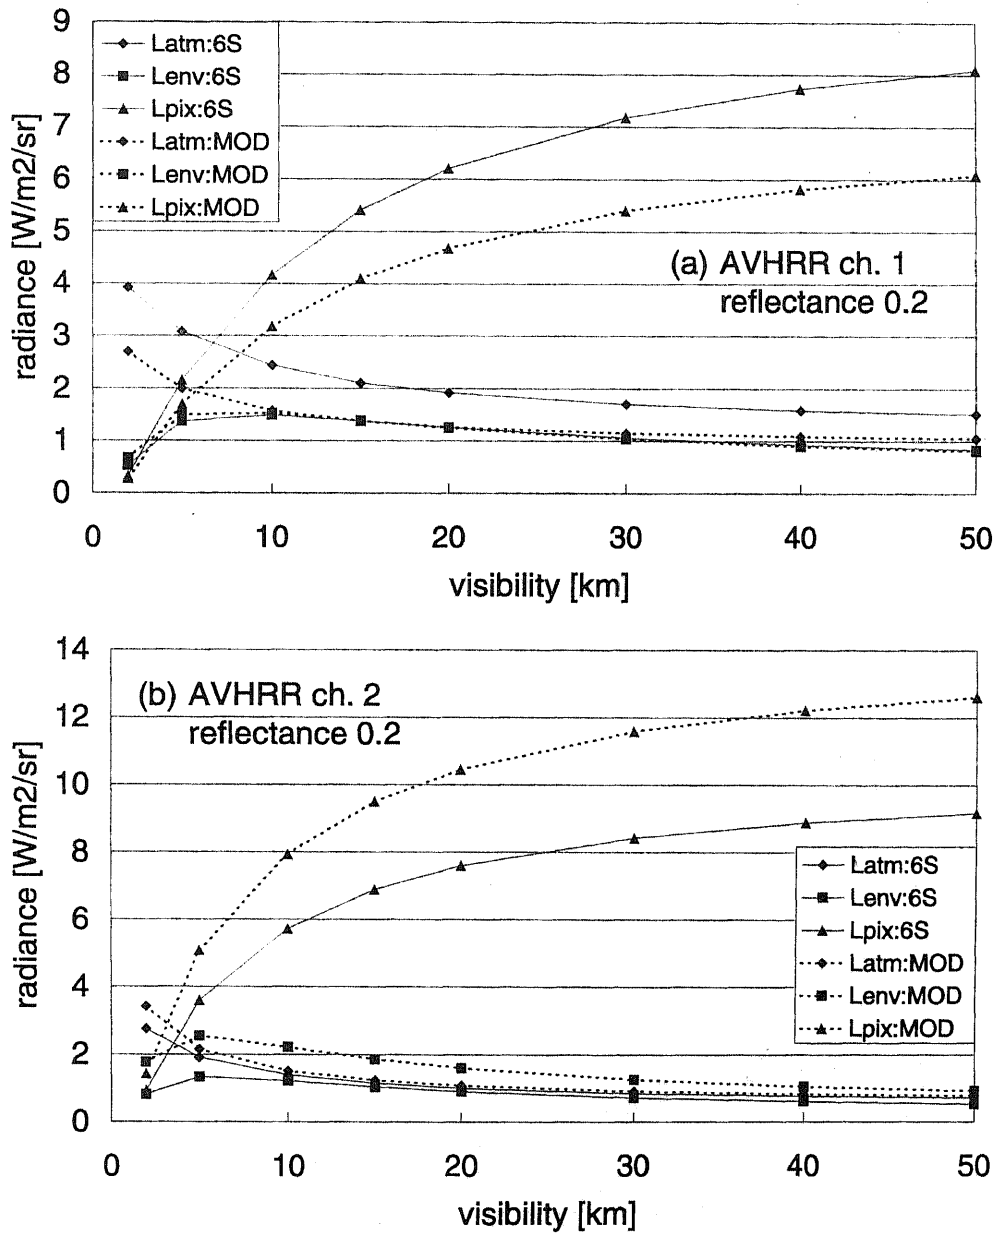 9
8
7
6
5
4
3
2
1
0
radiance [W/m2/sr]
Latm:6S
Lenv:6S
Lpix:6S
Latm:MOD
Lenv:MOD
Lpix:MOD
(a) AVHRR ch. 1
reflectance 0.2
0 10 20 30 40 50
visibility [km]
14
12
10
8
6
4
2
0
radiance [W/m2/sr]
(b) AVHRR ch. 2
reflectance 0.2
Latm:6S
Lenv:6S
Lpix:6S
Latm:MOD
Lenv:MOD
Lpix:MOD
0 10 20 30 40 50
visibility [km]